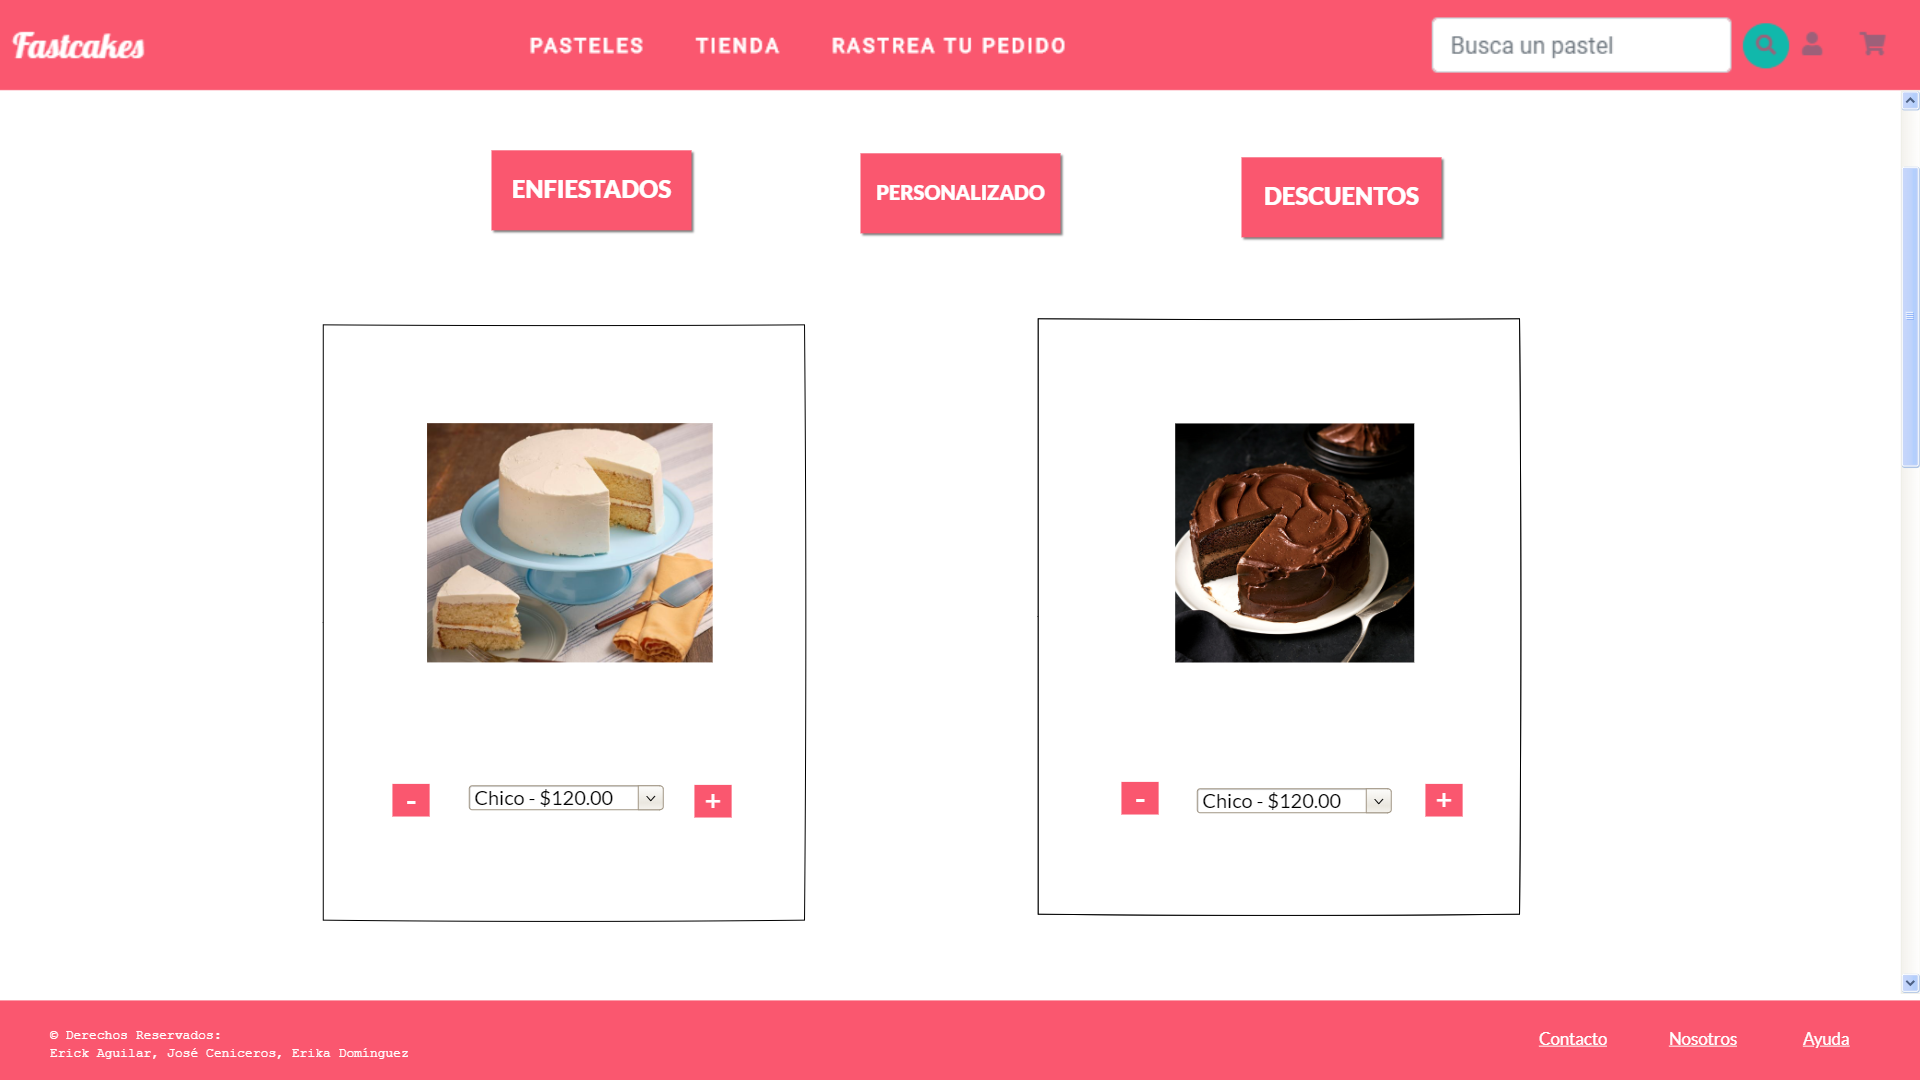 Fastcakes
PASTELES TIENDA RASTREA TU PEDIDO
Busca un pastel
ENFIESTADOS
PERSONALIZADO
DESCUENTOS
- Chico - $120.00 +
- Chico - $120.00 +
© Derechos Reservados:
Erick Aguilar, José Ceniceros, Erika Domínguez
Contacto Nosotros Ayuda